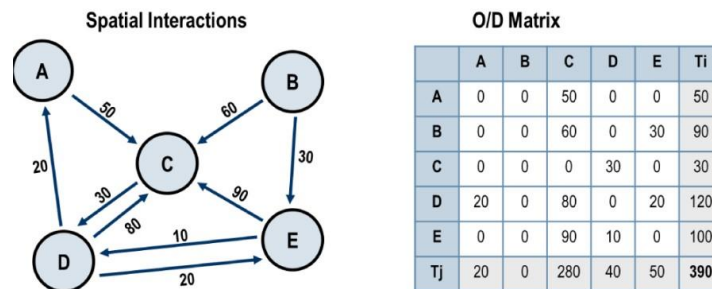 Spatial Interactions
A
B
50
60
C
20
30
30
80
90
10
D
E
20
O/D Matrix
A B C D E Ti
A 0 0 50 0 0 50
B 0 0 60 0 30 90
C 0 0 0 30 0 30
D 20 0 80 0 20 120
E 0 0 90 10 0 100
Tj 20 0 280 40 50 390